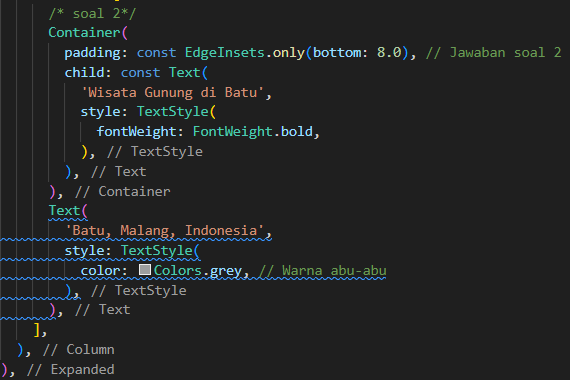 /* soal 2*/
Container(
padding: const EdgeInsets.only(bottom: 8.0), // Jawaban soal 2
child: const Text(
'Wisata Gunung di Batu',
style: TextStyle(
fontWeight: FontWeight.bold,
), // TextStyle
), // Text
), // Container
Text(
'Batu, Malang, Indonesia',
style: TextStyle(
color: Colors.grey, // Warna abu-abu
), // TextStyle
), // Text
],
), // Column
), // Expanded